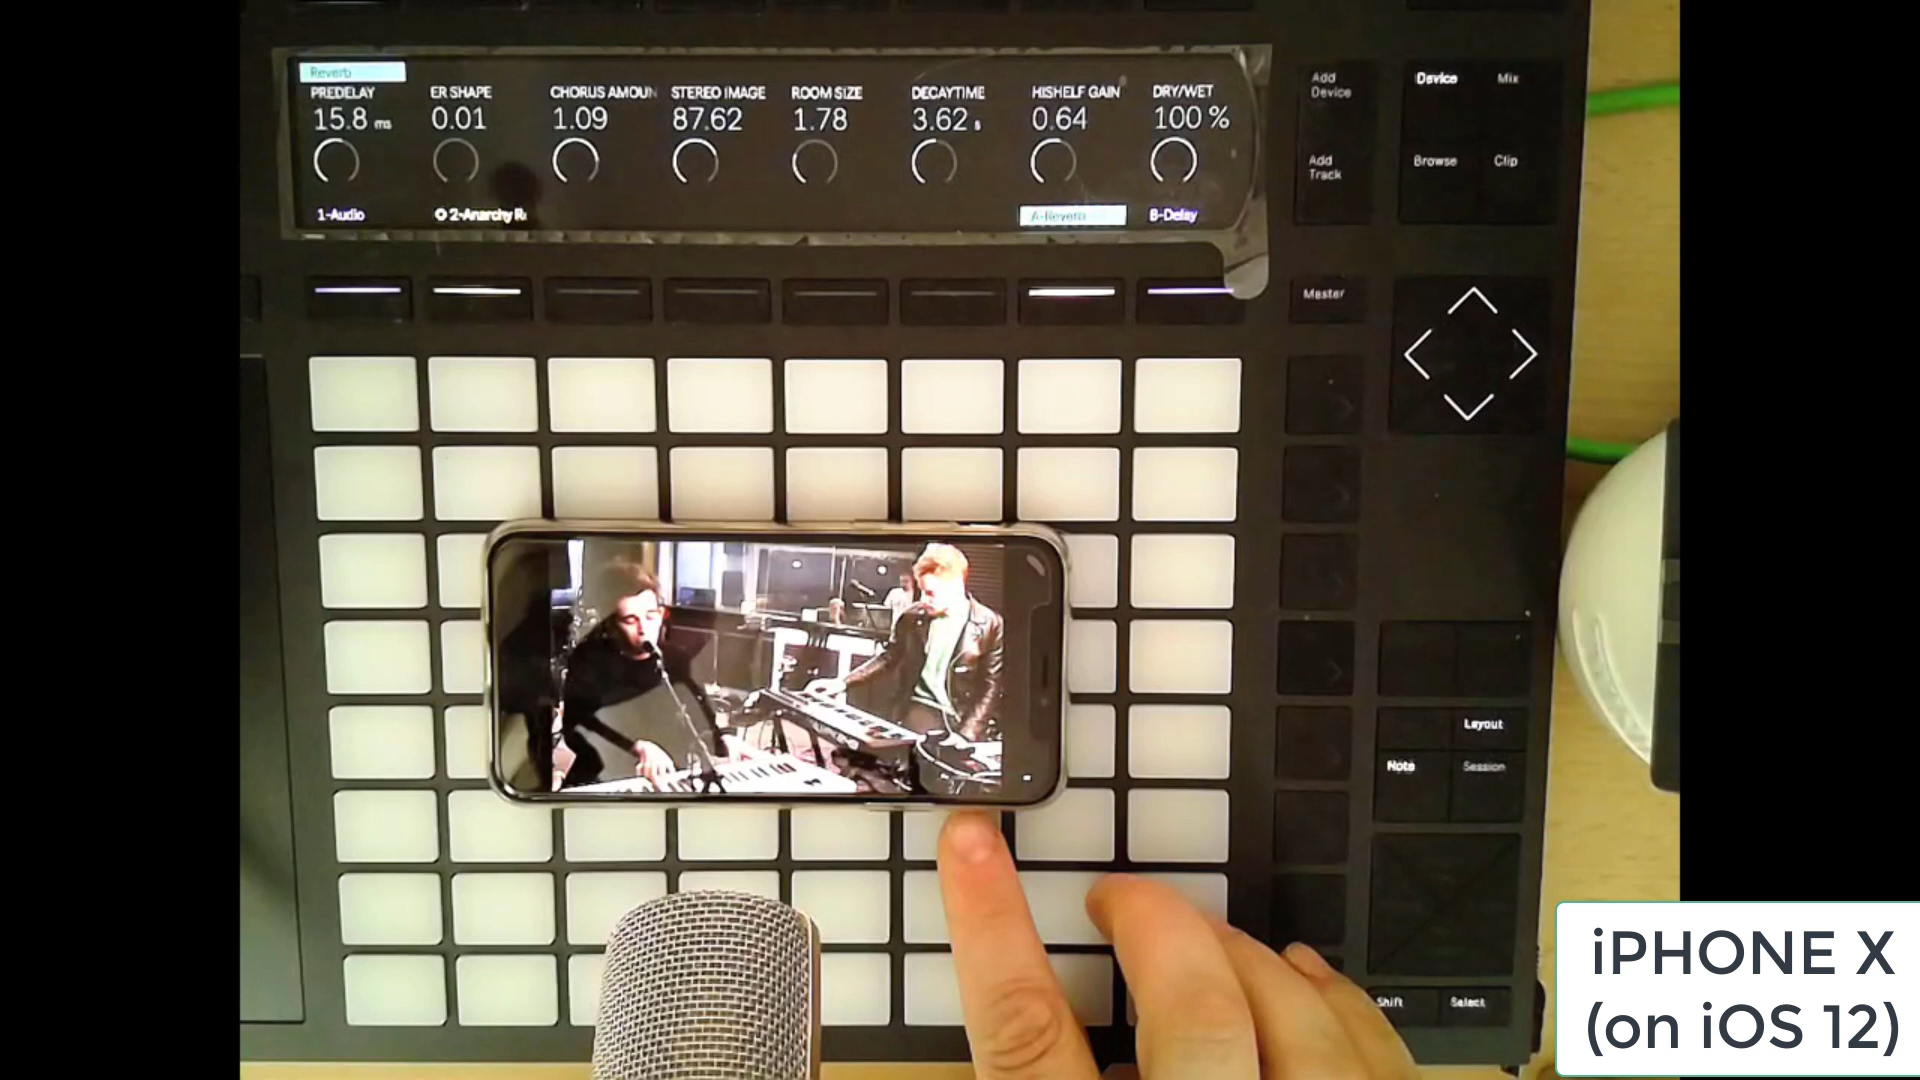 Reverb
PREDELAY ER SHAPE CHORUS AMOUN STEREO IMAGE ROOM SIZE DECAYTIME HISHELF GAIN DRY/WET
15.8 ms 0.01 1.09 87.62 1.78 3.62 s 0.64 100 %
1-Audio 2-Anarchy R A-Reverb B-Delay
Add
Device
Device Mix
Add
Track
Browse Clip
Master
Layout
Note Session
Shift Select
iPHONE X
(on iOS 12)